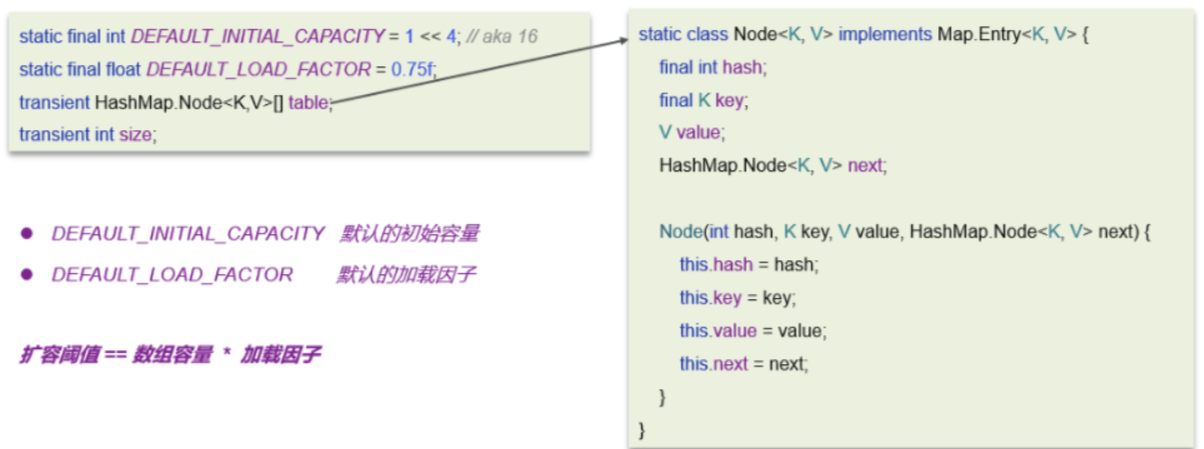 static final int DEFAULT_INITIAL_CAPACITY = 1 << 4; // aka 16
static final float DEFAULT_LOAD_FACTOR = 0.75f;
transient HashMap.Node<K,V>[] table;
transient int size;
● DEFAULT_INITIAL_CAPACITY 默认的初始容量
● DEFAULT_LOAD_FACTOR 默认的加载因子
扩容阈值 == 数组容量 * 加载因子
static class Node<K, V> implements Map.Entry<K, V> {
final int hash;
final K key;
V value;
HashMap.Node<K, V> next;
Node(int hash, K key, V value, HashMap.Node<K, V> next) {
this.hash = hash;
this.key = key;
this.value = value;
this.next = next;
}
}